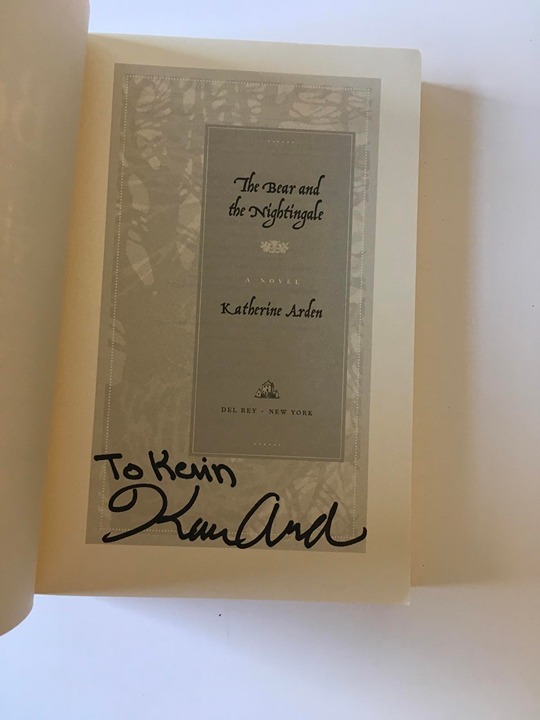 The Bear and
the Nightingale
A NOVEL
Katherine Arden
DEL REY • NEW YORK
To Kevin